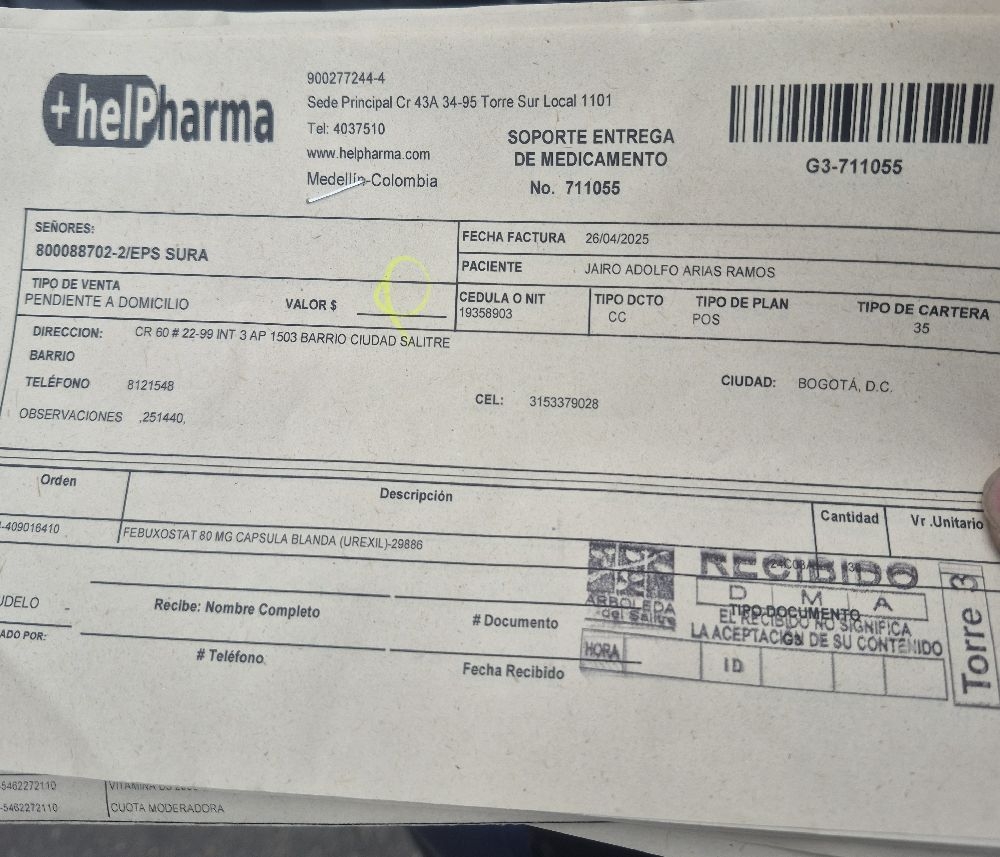 +helPharma
900277244-4
Sede Principal Cr 43A 34-95 Torre Sur Local 1101
Tel: 4037510
www.helpharma.com
Medellín-Colombia
SOPORTE ENTREGA
DE MEDICAMENTO
No. 711055
G3-711055
SEÑORES:
800088702-2/EPS SURA
FECHA FACTURA 26/04/2025
PACIENTE JAIRO ADOLFO ARIAS RAMOS
TIPO DE VENTA
PENDIENTE A DOMICILIO
VALOR $
CEDULA O NIT
19358903
TIPO DCTO
CC
TIPO DE PLAN
POS
TIPO DE CARTERA
35
DIRECCION: CR 60 # 22-99 INT 3 AP 1503 BARRIO CIUDAD SALITRE
BARRIO
TELÉFONO 8121548
CEL: 3153379028
CIUDAD: BOGOTÁ, D.C.
OBSERVACIONES ,251440,
Orden Descripción Cantidad Vr .Unitario
-409016410 FEBUXOSTAT 80 MG CAPSULA BLANDA (UREXIL)-29886
RECIBIDO
D M A
ARBOLEDA
del Salitre
TIPO DOCUMENTO
EL RECIBIDO NO SIGNIFICA
LA ACEPTACIÓN DE SU CONTENIDO
HORA
ID
Torre 3
UDELO
Recibe: Nombre Completo
# Documento
ADO POR:
# Teléfono
Fecha Recibido
-5462272110 VITAMINA
-5462272110 CUOTA MODERADORA